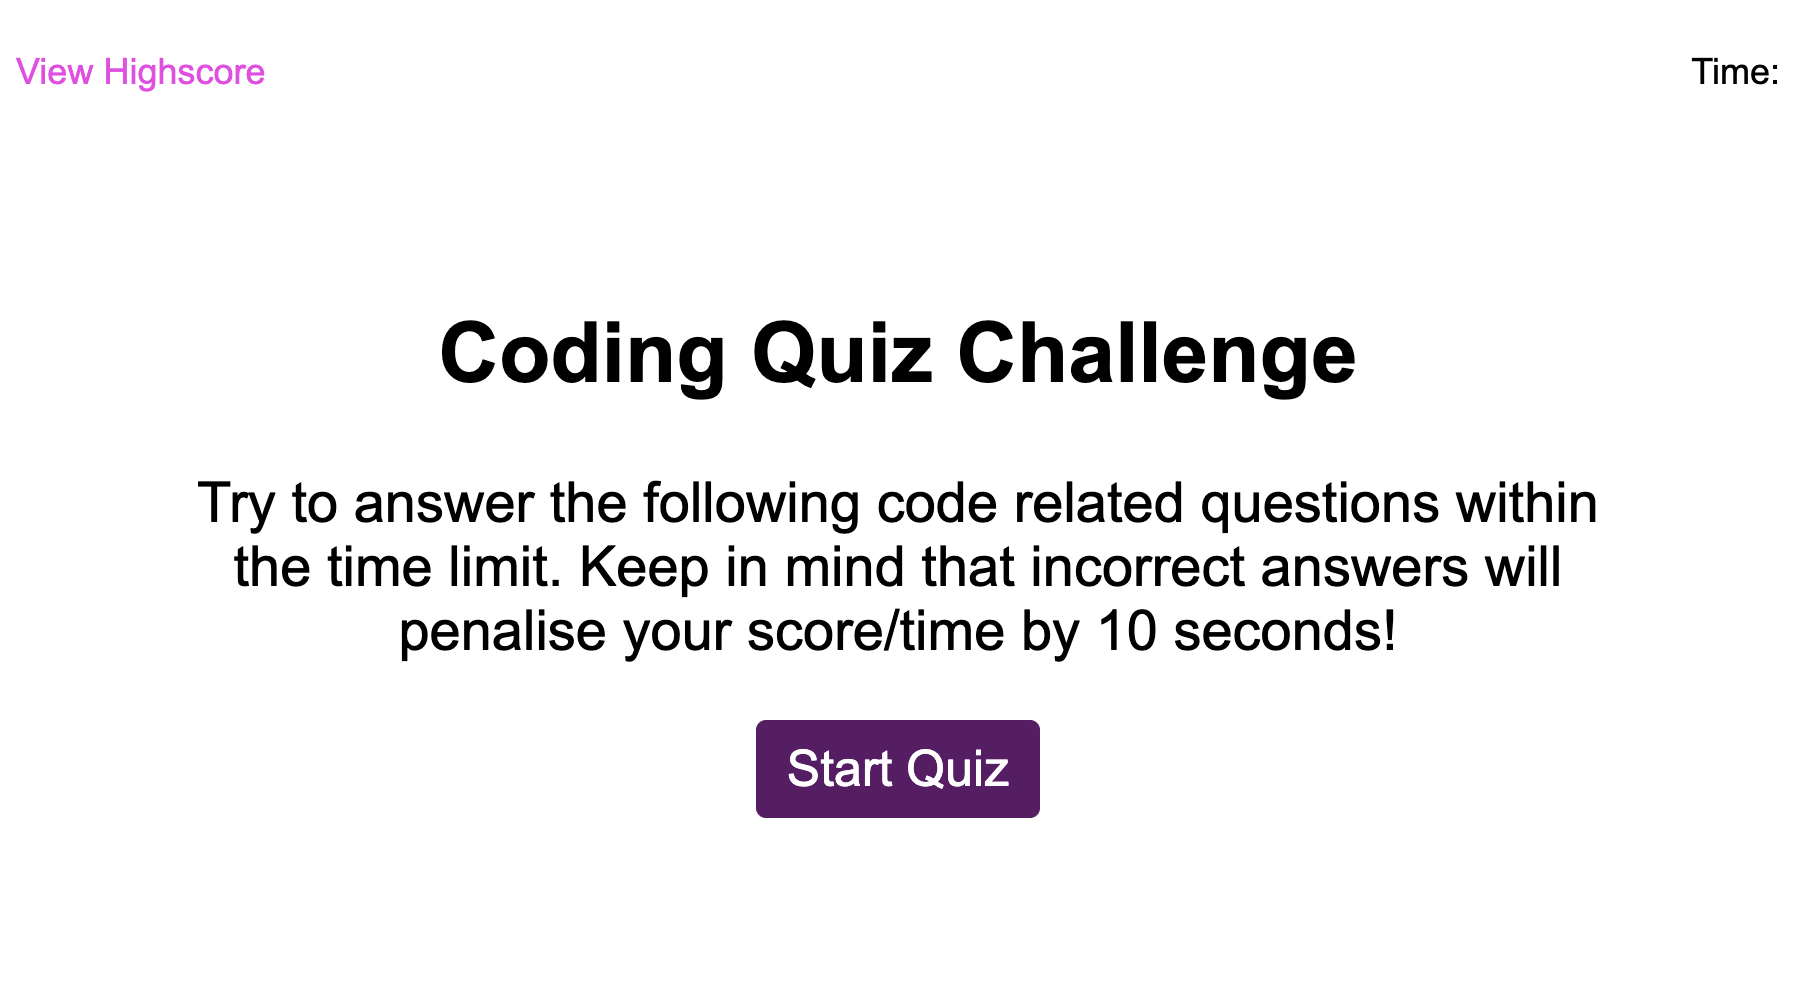 View Highscore
Time:
Coding Quiz Challenge
Try to answer the following code related questions within
the time limit. Keep in mind that incorrect answers will
penalise your score/time by 10 seconds!
Start Quiz